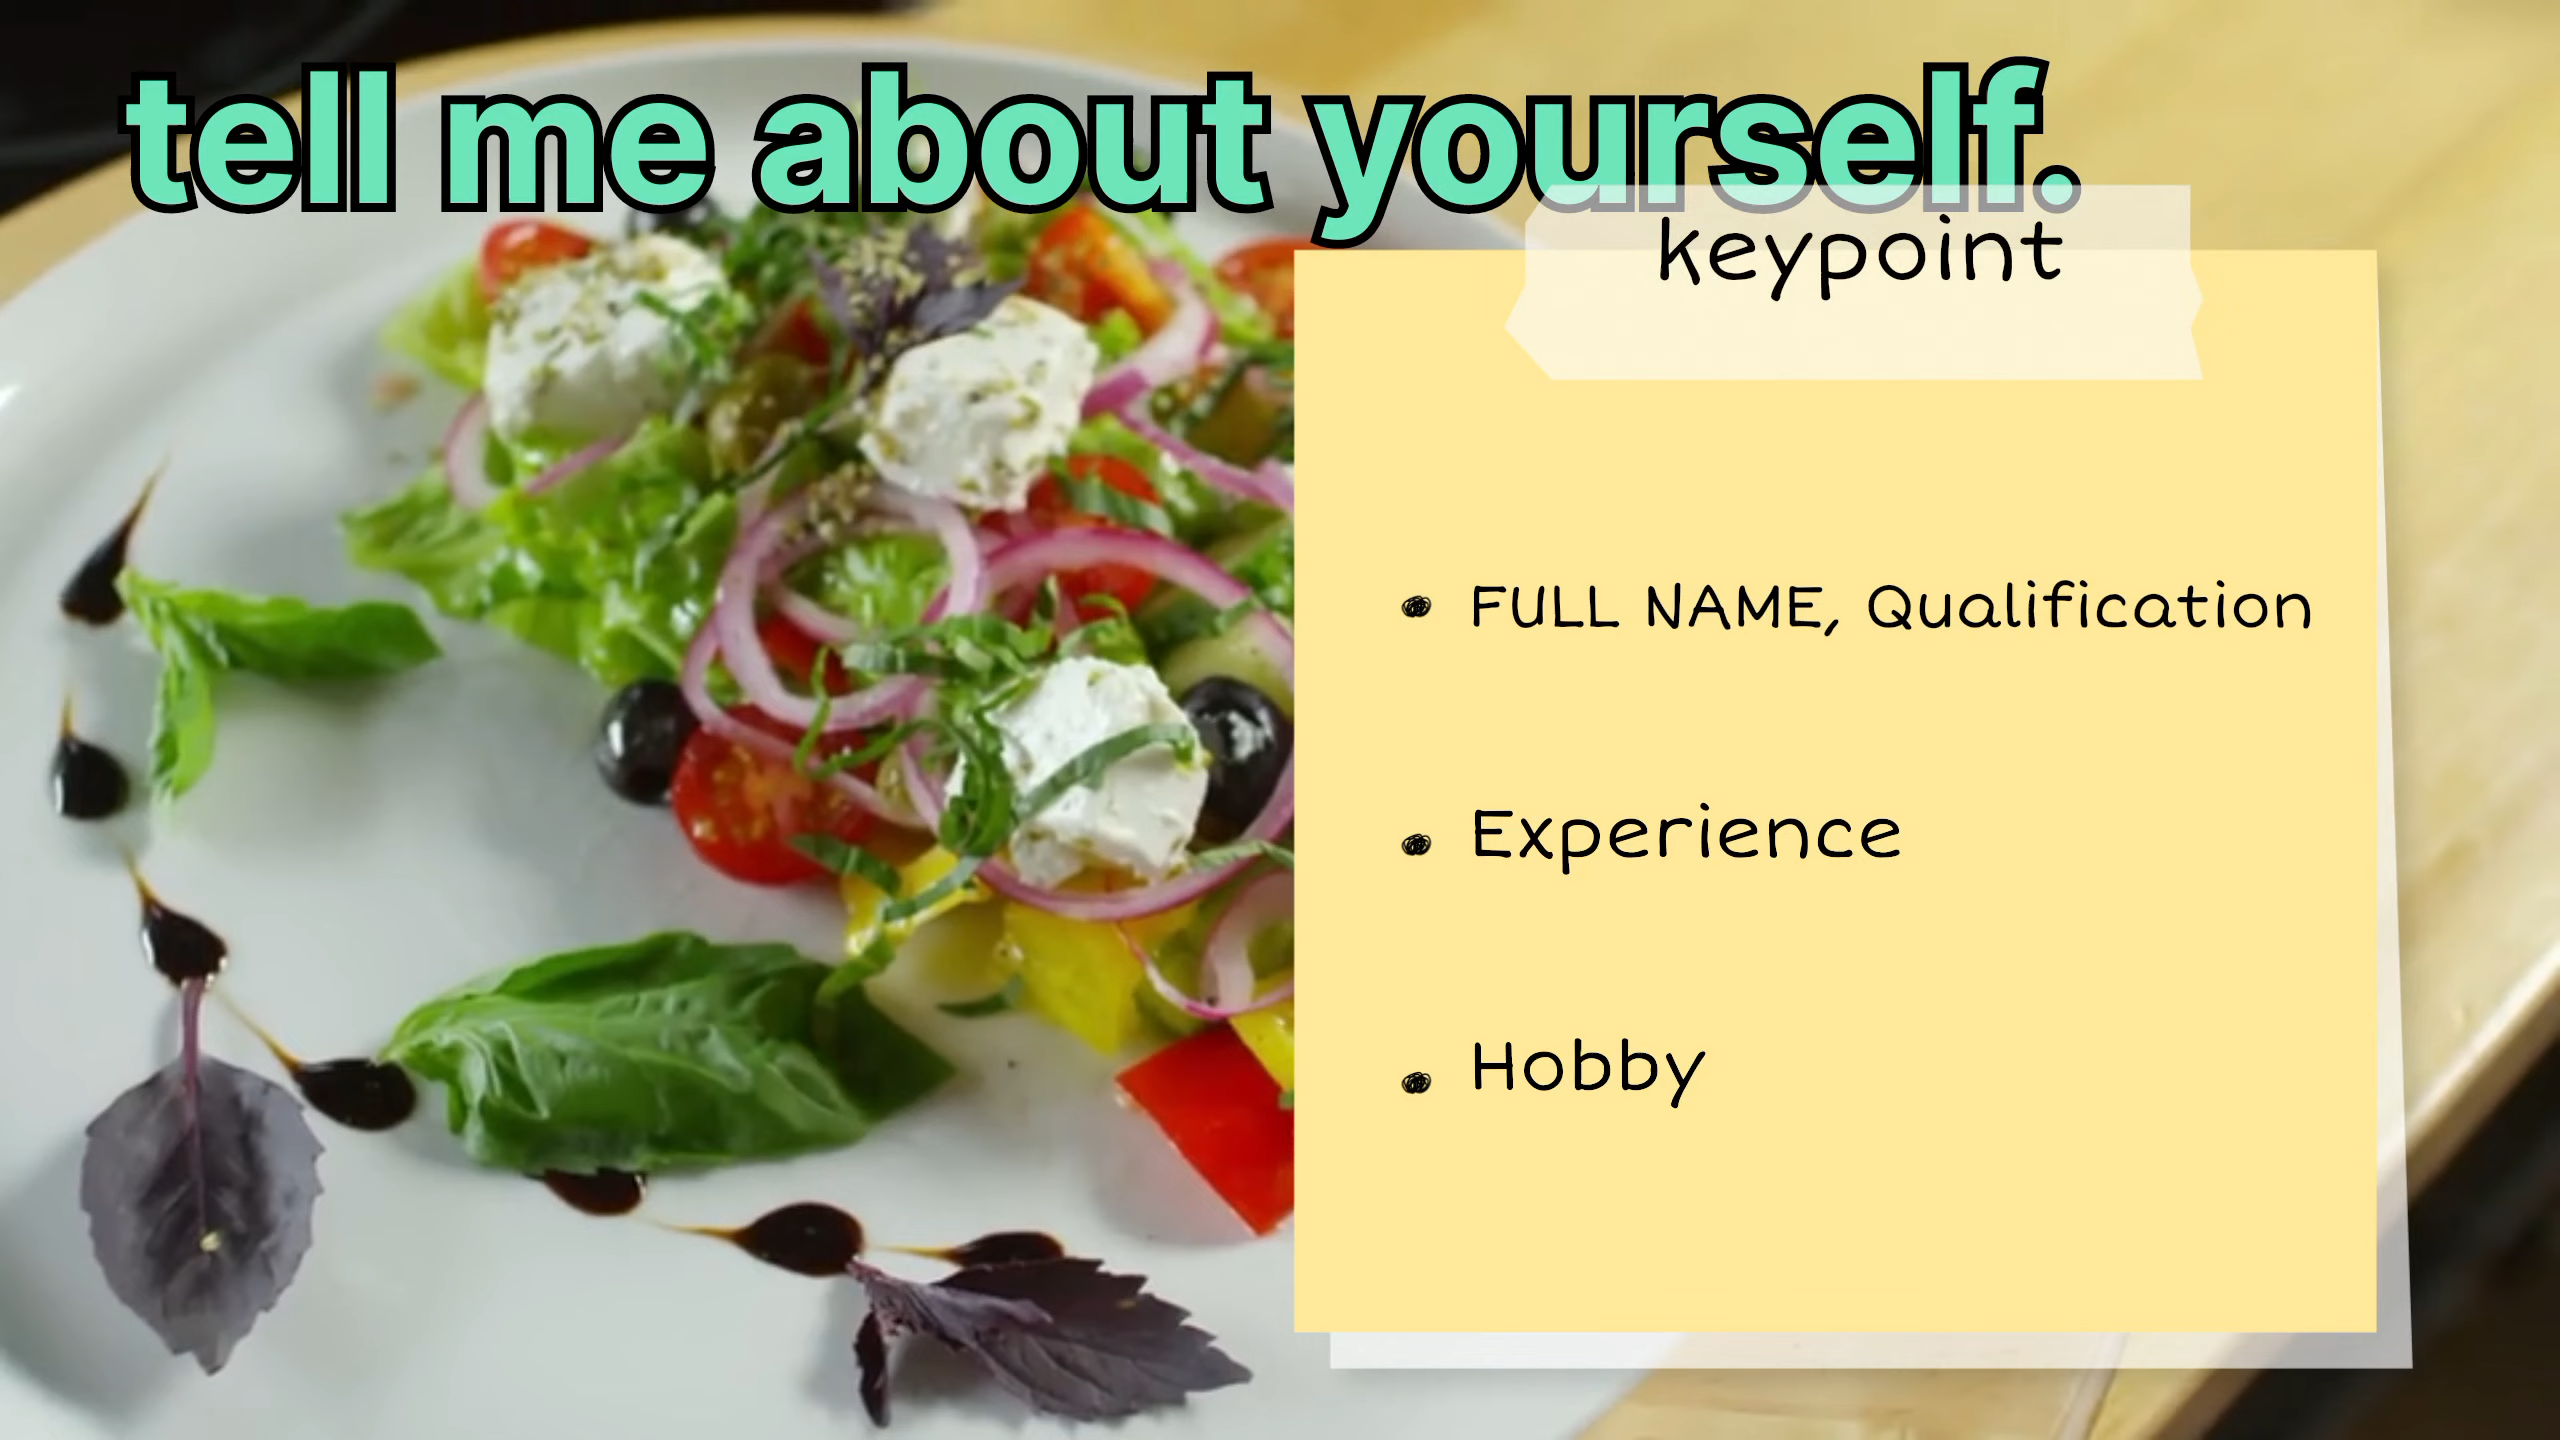 tell me about yourself.
keypoint
FULL NAME, Qualification
Experience
Hobby